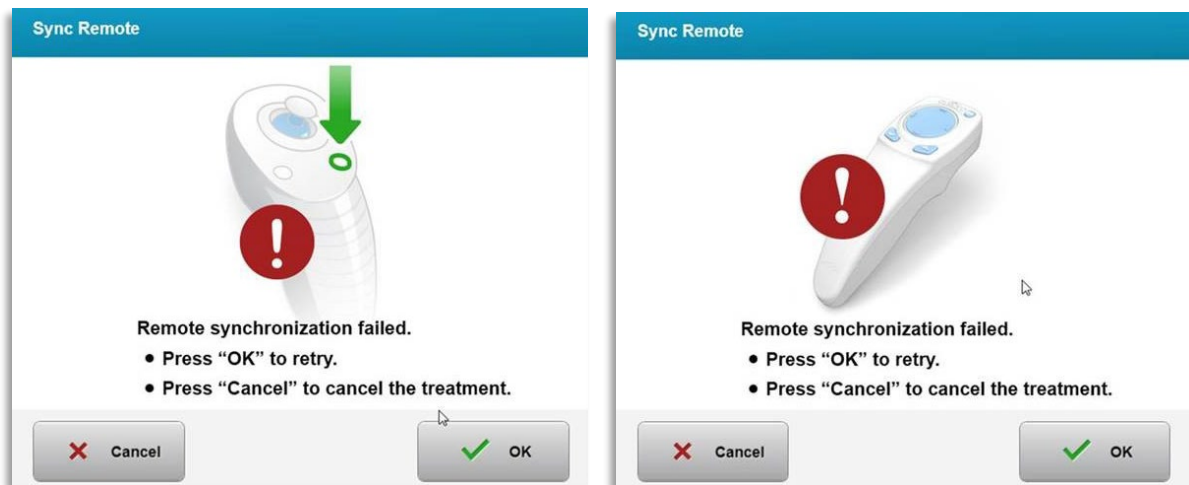 Sync Remote
Remote synchronization failed.
• Press “OK” to retry.
• Press “Cancel” to cancel the treatment.
Cancel
OK
Sync Remote
Remote synchronization failed.
• Press “OK” to retry.
• Press “Cancel” to cancel the treatment.
Cancel
OK